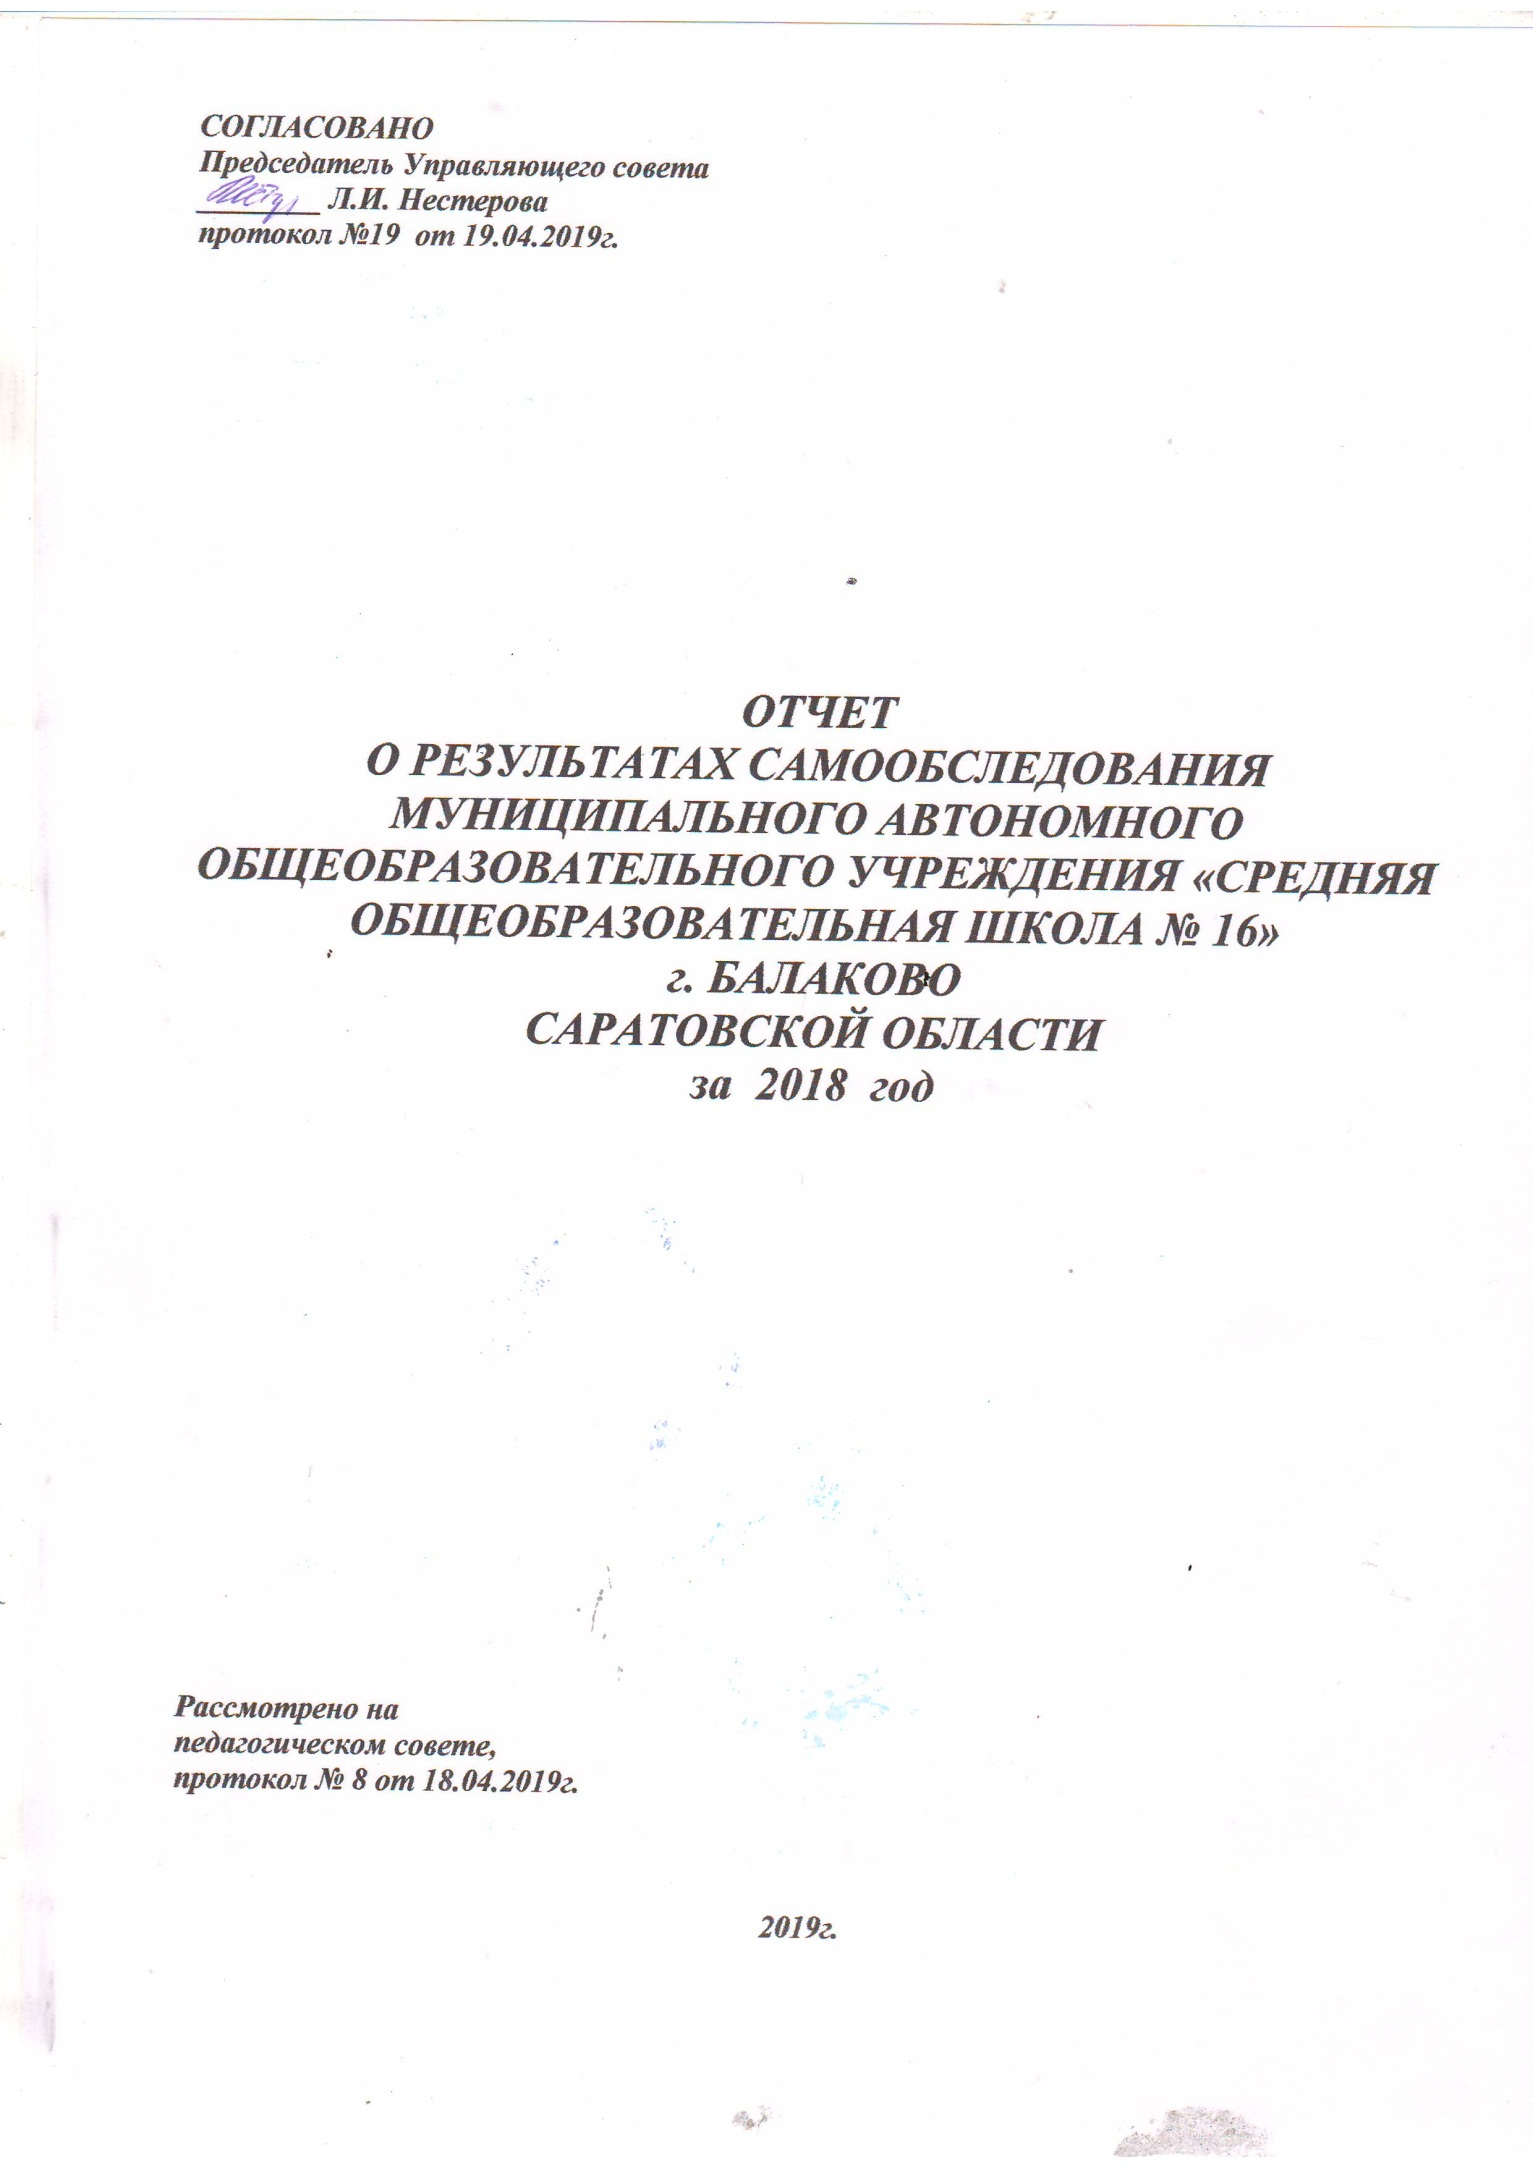 СОГЛАСОВАНО
Председатель Управляющего совета
________ Л.И. Нестерова
протокол №19 от 19.04.2019г.
ОТЧЕТ
О РЕЗУЛЬТАТАХ САМООБСЛЕДОВАНИЯ
МУНИЦИПАЛЬНОГО АВТОНОМНОГО
ОБЩЕОБРАЗОВАТЕЛЬНОГО УЧРЕЖДЕНИЯ «СРЕДНЯЯ
ОБЩЕОБРАЗОВАТЕЛЬНАЯ ШКОЛА № 16»
г. БАЛАКОВО
САРАТОВСКОЙ ОБЛАСТИ
за 2018 год
Рассмотрено на
педагогическом совете,
протокол № 8 от 18.04.2019г.
2019г.